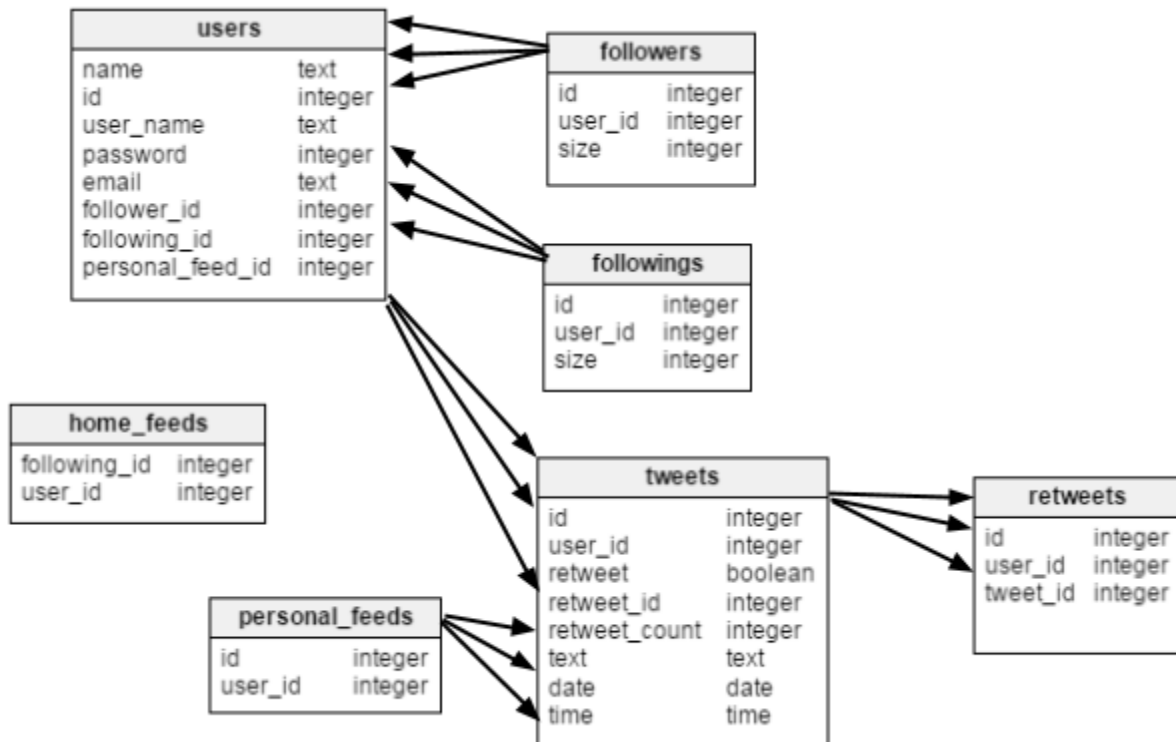 users
name text
id integer
user_name text
password integer
email text
follower_id integer
following_id integer
personal_feed_id integer
followers
id integer
user_id integer
size integer
followings
id integer
user_id integer
size integer
home_feeds
following_id integer
user_id integer
tweets
id integer
user_id integer
retweet boolean
retweet_id integer
retweet_count integer
text text
date date
time time
retweets
id integer
user_id integer
tweet_id integer
personal_feeds
id integer
user_id integer